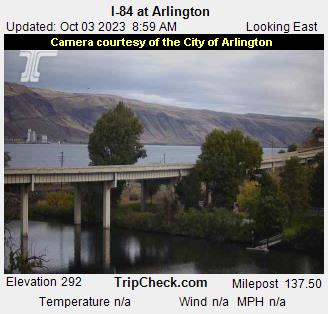 I-84 at Arlington
Updated: Oct 03 2023 8:59 AM Looking East
Camera courtesy of the City of Arlington
Elevation 292 TripCheck.com Milepost 137.50
Temperature n/a Wind n/a MPH n/a